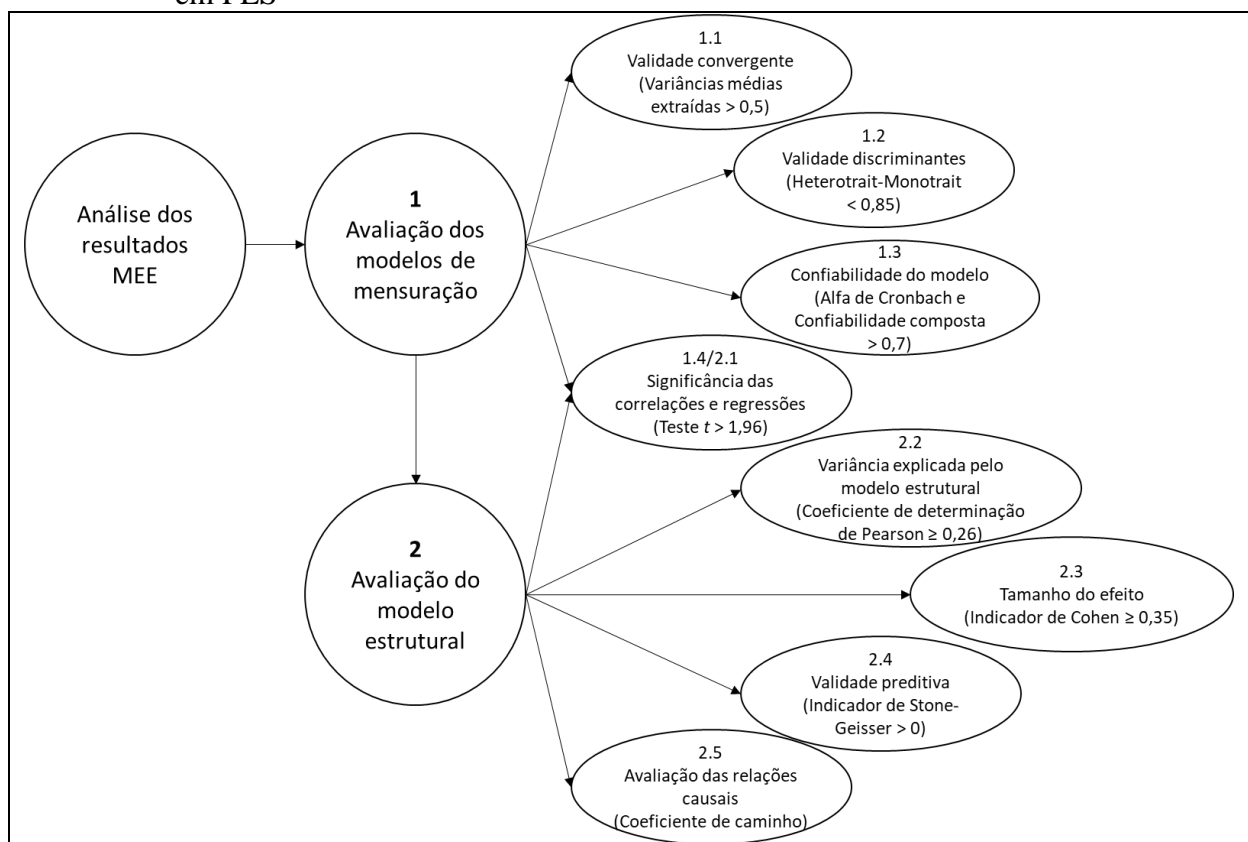 em PLS
Análise dos
resultados
MEE
1
Avaliação dos
modelos de
mensuração
1.1
Validade convergente
(Variâncias médias
extraídas > 0,5)
1.2
Validade discriminantes
(Heterotrait-Monotrait
< 0,85)
1.3
Confiabilidade do modelo
(Alfa de Cronbach e
Confiabilidade composta
> 0,7)
1.4/2.1
Significância das
correlações e regressões
(Teste t > 1,96)
2
Avaliação do
modelo
estrutural
2.2
Variância explicada pelo
modelo estrutural
(Coeficiente de determinação
de Pearson ≥ 0,26)
2.3
Tamanho do efeito
(Indicador de Cohen ≥ 0,35)
2.4
Validade preditiva
(Indicador de Stone-
Geisser > 0)
2.5
Avaliação das relações
causais
(Coeficiente de caminho)